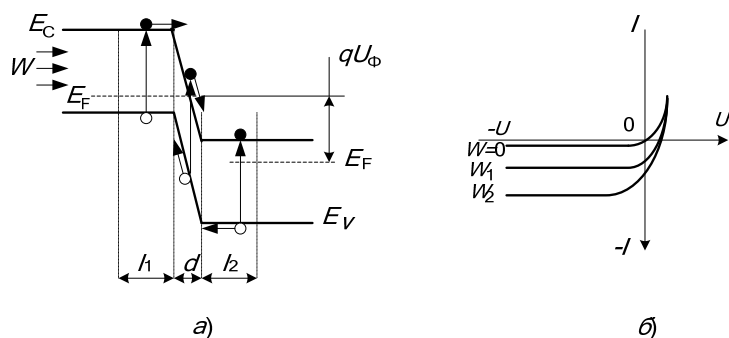 E_C
W
E_F
qU_Ф
E_F
E_V
l_1
d
l_2
а)
I
-U
0
U
W=0
W_1
W_2
-I
б)